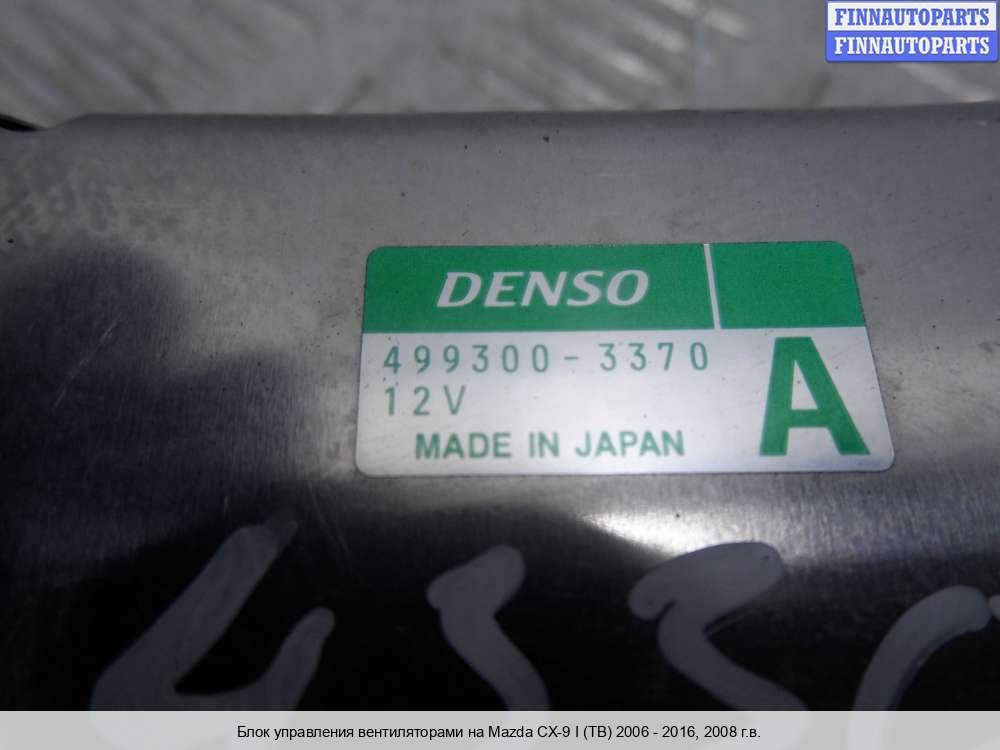 FINNAUTOPARTS
FINNAUTOPARTS
DENSO
499300-3370
12V
A
MADE IN JAPAN
Блок управления вентиляторами на Mazda CX-9 I (TB) 2006 - 2016, 2008 г.в.